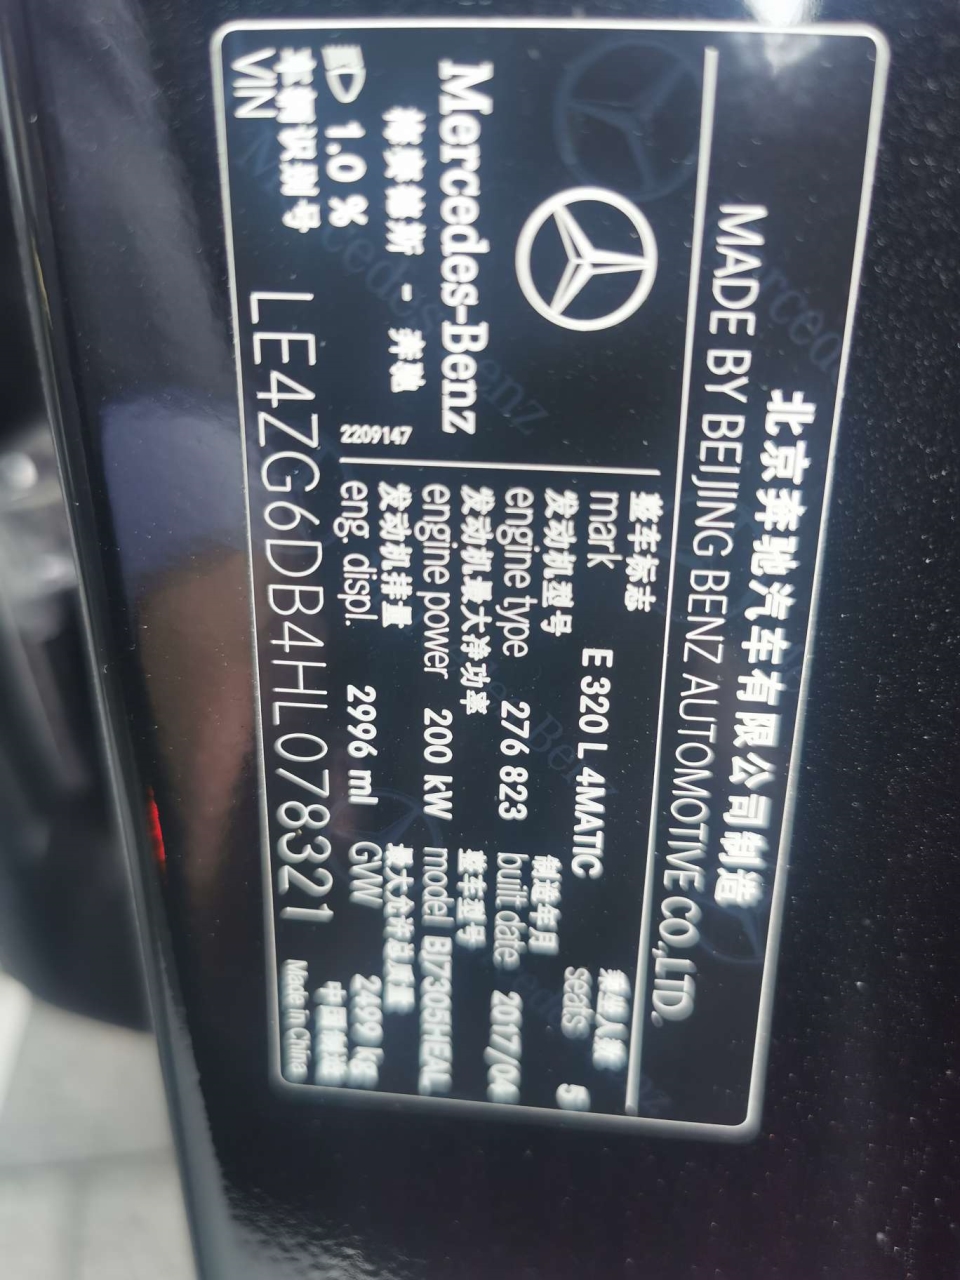 北京奔驰汽车有限公司制造
MADE BY BEIJING BENZ AUTOMOTIVE CO.,LTD.
Mercedes-Benz
梅赛德斯 - 奔驰
1.0 %
2209147
整车标志
mark E 320 L 4MATIC
乘坐人数
seats 5
发动机型号
engine type 276 823
制造年月
built date 2017/04
发动机最大净功率
engine power 200 kW
整车型号
model BJ7305HEAL
发动机排量
eng. displ. 2996 ml
最大允许总质量
GVW 2499 kg
车辆识别号
VIN LE4ZG6DB4HL078321
中国制造
Made in China